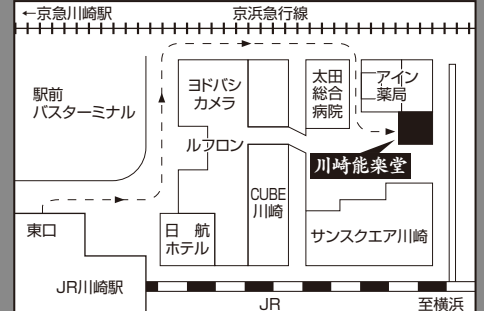 ←京急川崎駅
京浜急行線
駅前
バスターミナル
ヨドバシ
カメラ
太田
総合
病院
アイン
薬局
ルフロン
川崎能楽堂
CUBE
川崎
東口
日 航
ホテル
サンスクエア川崎
JR川崎駅
JR
至横浜